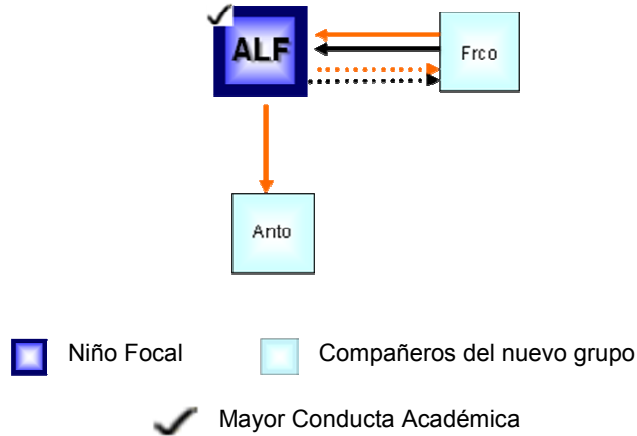 ALF
Frco
Anto
Niño Focal
Compañeros del nuevo grupo
Mayor Conducta Académica